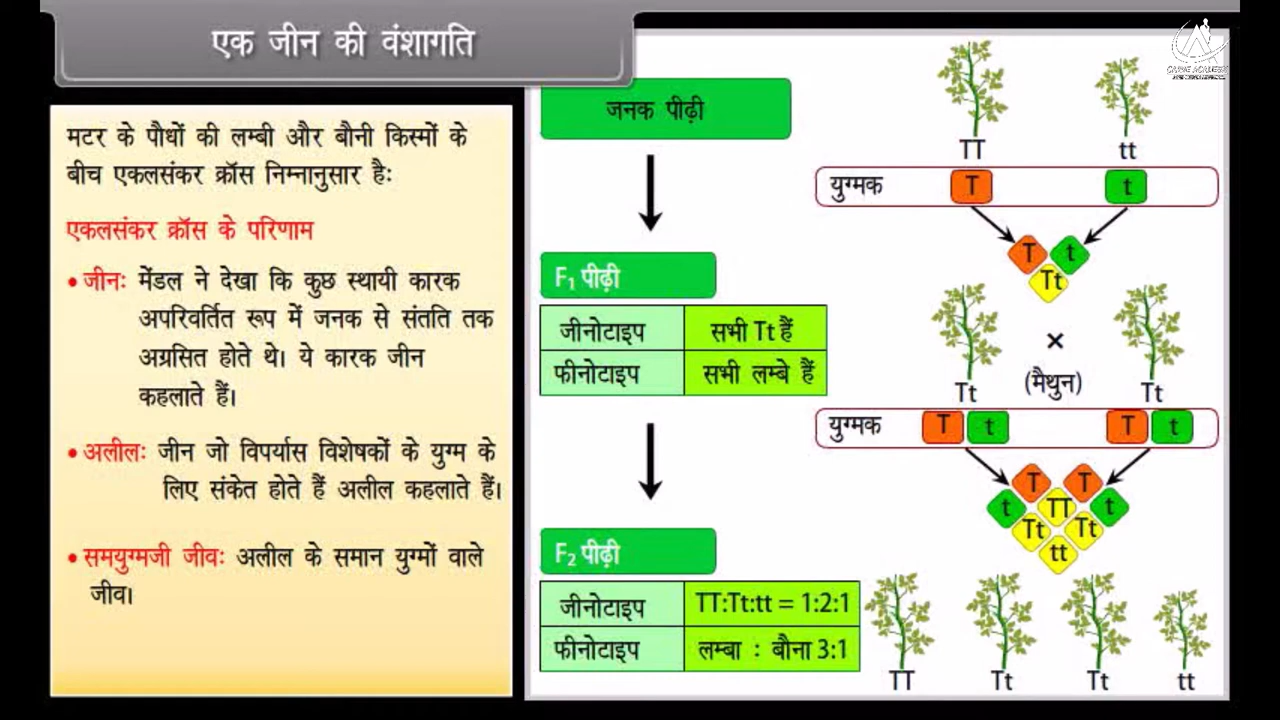 एक जीन की वंशागति
मटर के पौधों की लम्बी और बौनी किस्मों के
बीच एकलसंकर क्रॉस निम्नानुसार हैः
एकलसंकर क्रॉस के परिणाम
• जीनः मेंडल ने देखा कि कुछ स्थायी कारक
अपरिवर्तित रूप में जनक से संतति तक
अग्रसित होते थे। ये कारक जीन
कहलाते हैं।
• अलीलः जीन जो विपर्यास विशेषकों के युग्म के
लिए संकेत होते हैं अलील कहलाते हैं।
• समयुग्मजी जीवः अलील के समान युग्मों वाले
जीव।
जनक पीढ़ी
TT tt
युग्मक T t
T t
Tt
F1 पीढ़ी
जीनोटाइप सभी Tt हैं
फीनोटाइप सभी लम्बे हैं
×
Tt (मैथुन) Tt
युग्मक T t T t
T T
t TT t
Tt Tt
tt
F2 पीढ़ी
जीनोटाइप TT:Tt:tt = 1:2:1
फीनोटाइप लम्बा : बौना 3:1
TT Tt Tt tt